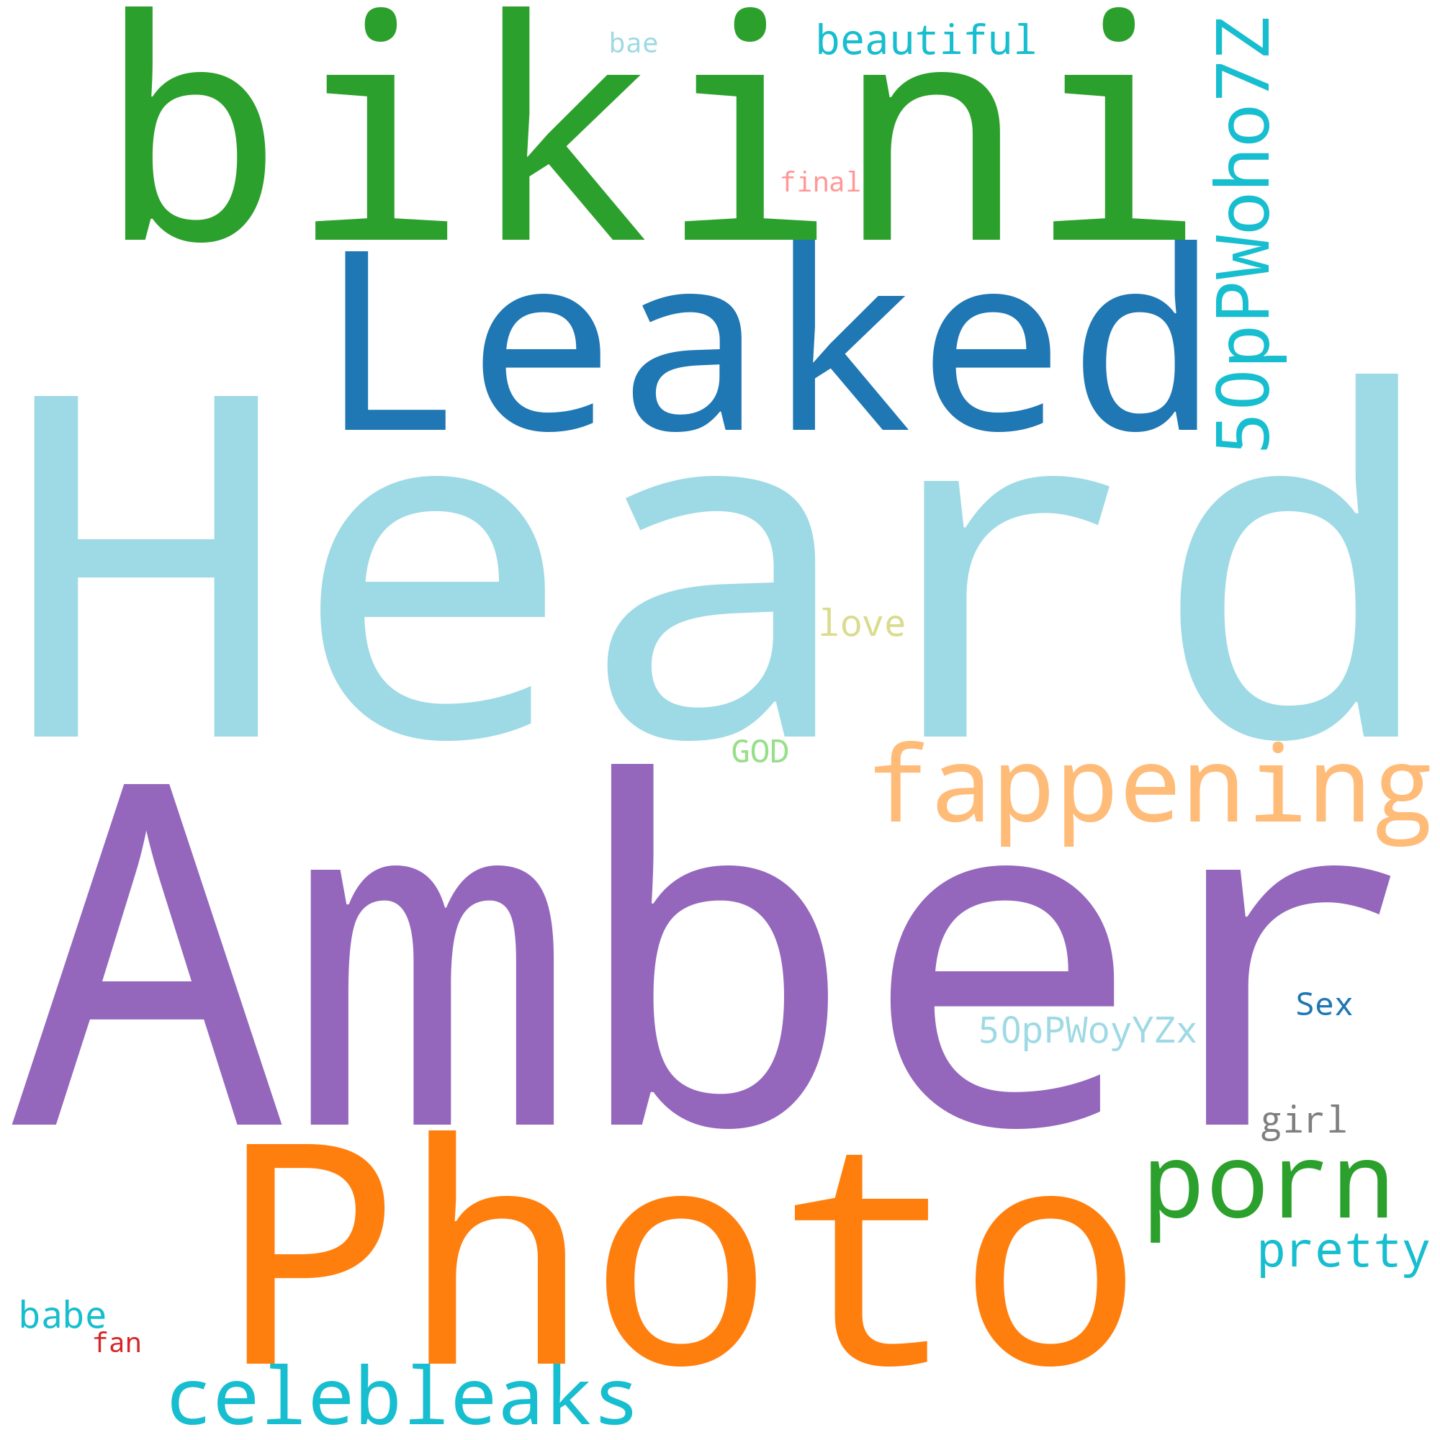 bikini
bae
beautiful
50pPWoho7Z
final
Leaked
Heard
love
GOD
fappening
Amber
Sex
50pPWoyYZx
girl
Photo
porn
pretty
babe
fan
celebleaks